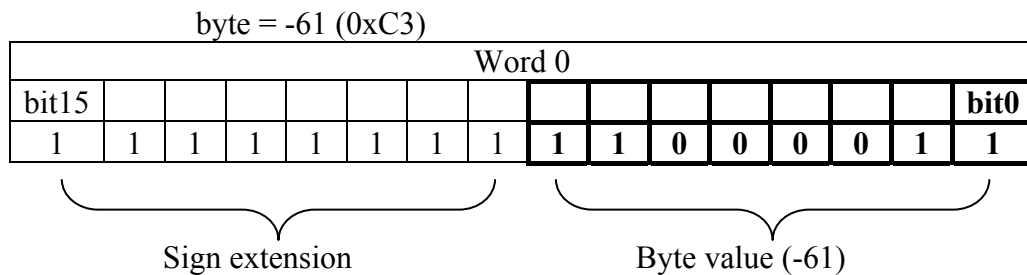 byte = -61 (0xC3)
Word 0
bit15 bit0
1 1 1 1 1 1 1 1 1 1 0 0 0 0 1 1
Sign extension Byte value (-61)